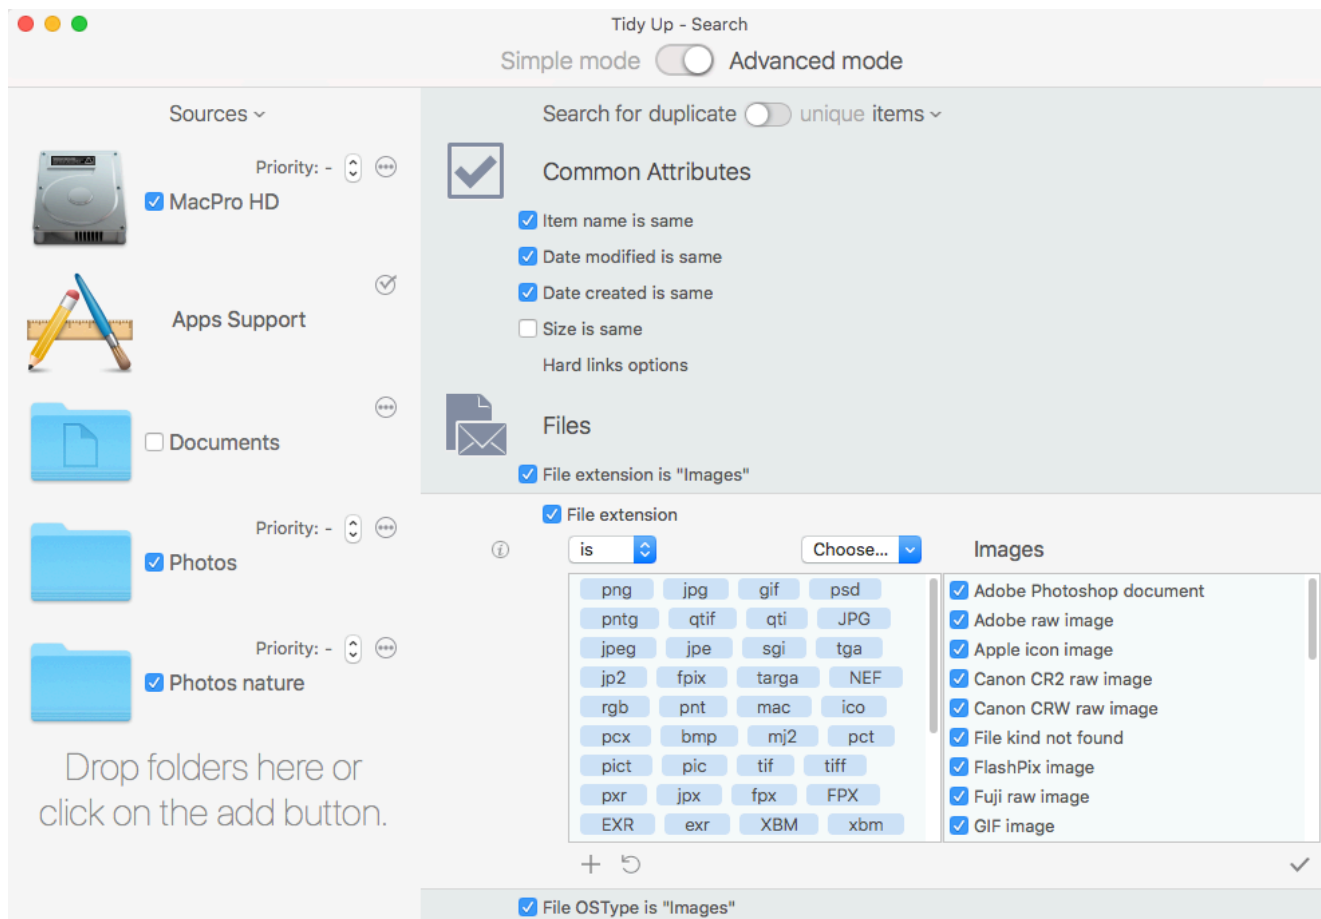 Tidy Up - Search
Simple mode Advanced mode
Sources
Priority: -
MacPro HD
Apps Support
Documents
Priority: -
Photos
Priority: -
Photos nature
Drop folders here or
click on the add button.
Search for duplicate unique items
Common Attributes
Item name is same
Date modified is same
Date created is same
Size is same
Hard links options
Files
File extension is "Images"
File extension
is Choose... Images
png jpg gif psd
pntg qtif qti JPG
jpeg jpe sgi tga
jp2 fpix targa NEF
rgb pnt mac ico
pcx bmp mj2 pct
pict pic tif tiff
pxr jpx fpx FPX
EXR exr XBM xbm
Adobe Photoshop document
Adobe raw image
Apple icon image
Canon CR2 raw image
Canon CRW raw image
File kind not found
FlashPix image
Fuji raw image
GIF image
File OSType is "Images"